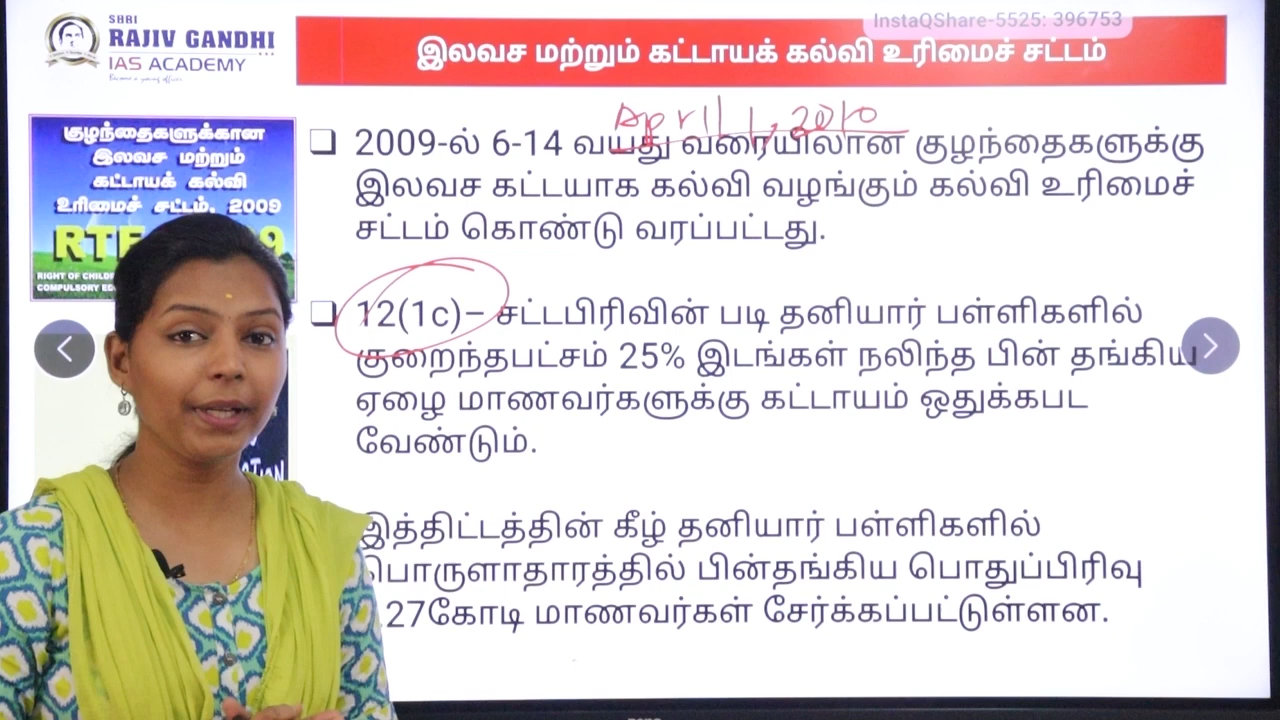 SHRI
RAJIV GANDHI
IAS ACADEMY
InstaQShare-5525: 396753
இலவச மற்றும் கட்டாயக் கல்வி உரிமைச் சட்டம்
குழந்தைகளுக்கான
இலவச மற்றும்
கட்டாயக் கல்வி
உரிமைச் சட்டம், 2009
RIGHT OF
April 1, 2010
2009-ல் 6-14 வயது வரையிலான குழந்தைகளுக்கு
இலவச கட்டயாக கல்வி வழங்கும் கல்வி உரிமைச்
சட்டம் கொண்டு வரப்பட்டது.
12(1c)– சட்டபிரிவின் படி தனியார் பள்ளிகளில்
குறைந்தபட்சம் 25% இடங்கள் நலிந்த பின் தங்கிய
ஏழை மாணவர்களுக்கு கட்டாயம் ஒதுக்கபட
வேண்டும்.
இத்திட்டத்தின் கீழ் தனியார் பள்ளிகளில்
பொருளாதாரத்தில் பின்தங்கிய பொதுப்பிரிவு
.27கோடி மாணவர்கள் சேர்க்கப்பட்டுள்ளன.